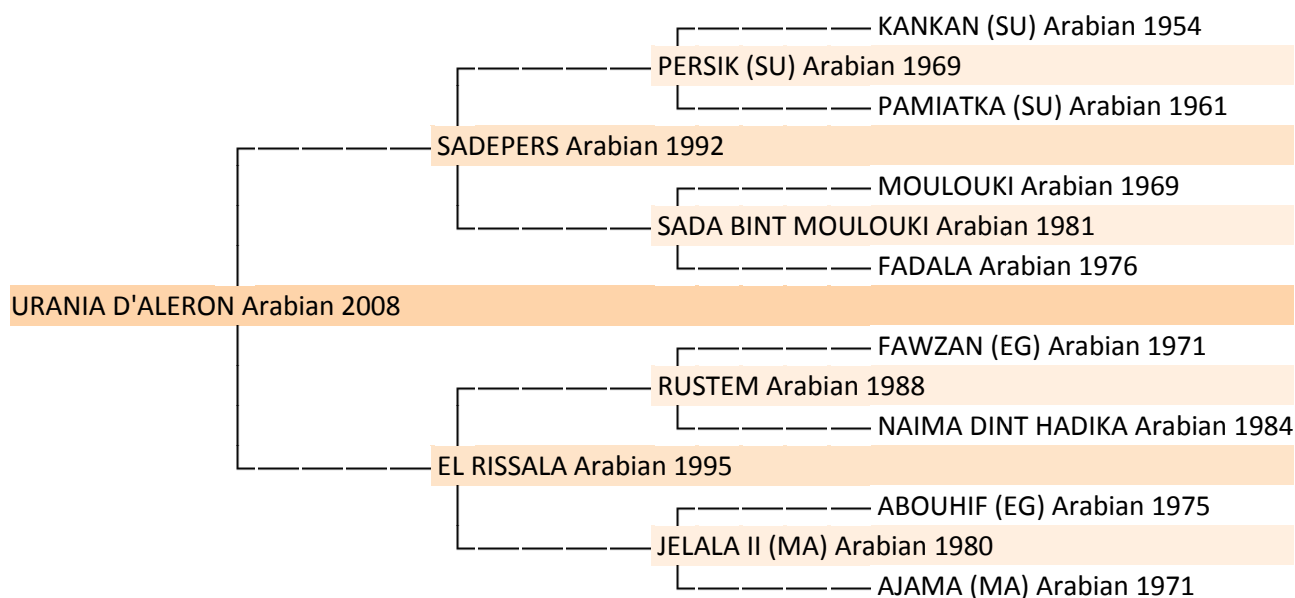 KANKAN (SU) Arabian 1954
PERSIK (SU) Arabian 1969
PAMIATKA (SU) Arabian 1961
SADEPERS Arabian 1992
MOULOUKI Arabian 1969
SADA BINT MOULOUKI Arabian 1981
FADALA Arabian 1976
URANIA D'ALERON Arabian 2008
FAWZAN (EG) Arabian 1971
RUSTEM Arabian 1988
NAIMA DINT HADIKA Arabian 1984
EL RISSALA Arabian 1995
ABOUHIF (EG) Arabian 1975
JELALA II (MA) Arabian 1980
AJAMA (MA) Arabian 1971